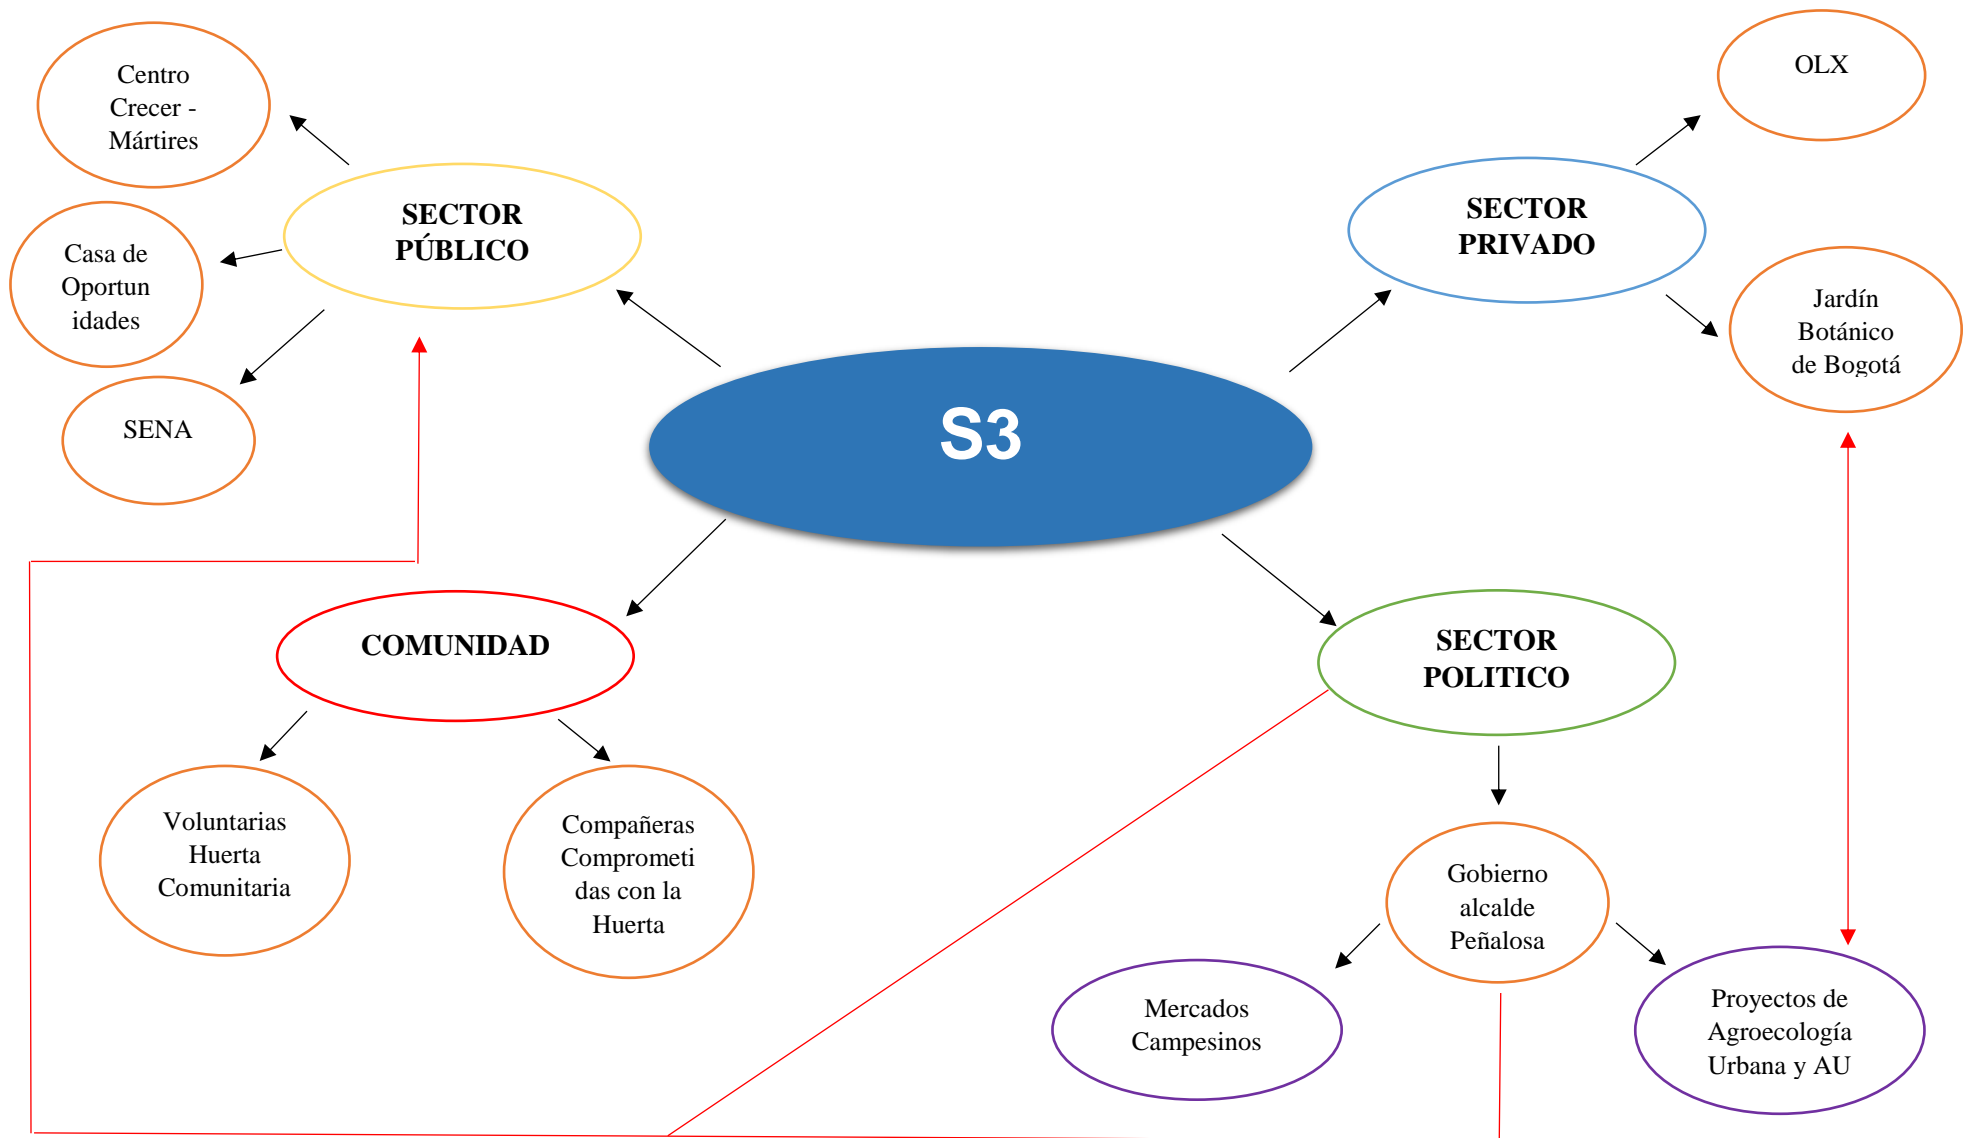 Centro
Crecer -
Mártires
SECTOR
PÚBLICO
Casa de
Oportun
idades
SENA
OLX
SECTOR
PRIVADO
Jardín
Botánico
de Bogotá
S3
COMUNIDAD
Voluntarias
Huerta
Comunitaria
Compañeras
Comprometi
das con la
Huerta
SECTOR
POLITICO
Gobierno
alcalde
Peñalosa
Mercados
Campesinos
Proyectos de
Agroecología
Urbana y AU